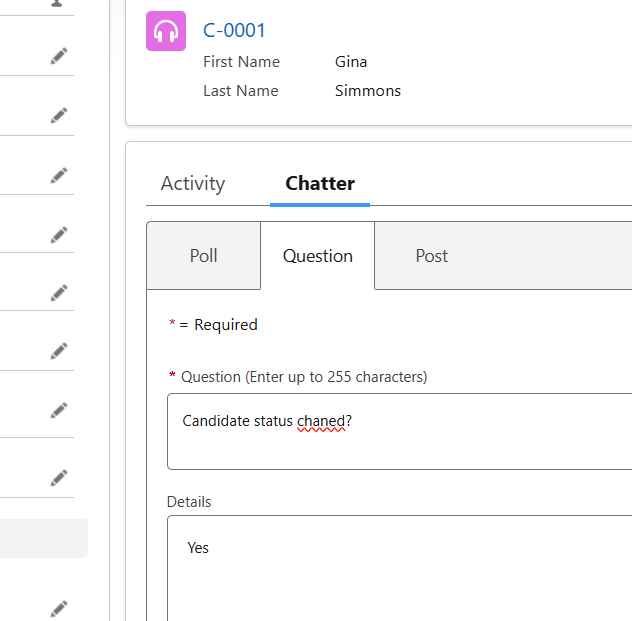 C-0001
First Name Gina
Last Name Simmons
Activity Chatter
Poll Question Post
* = Required
* Question (Enter up to 255 characters)
Candidate status chaned?
Details
Yes